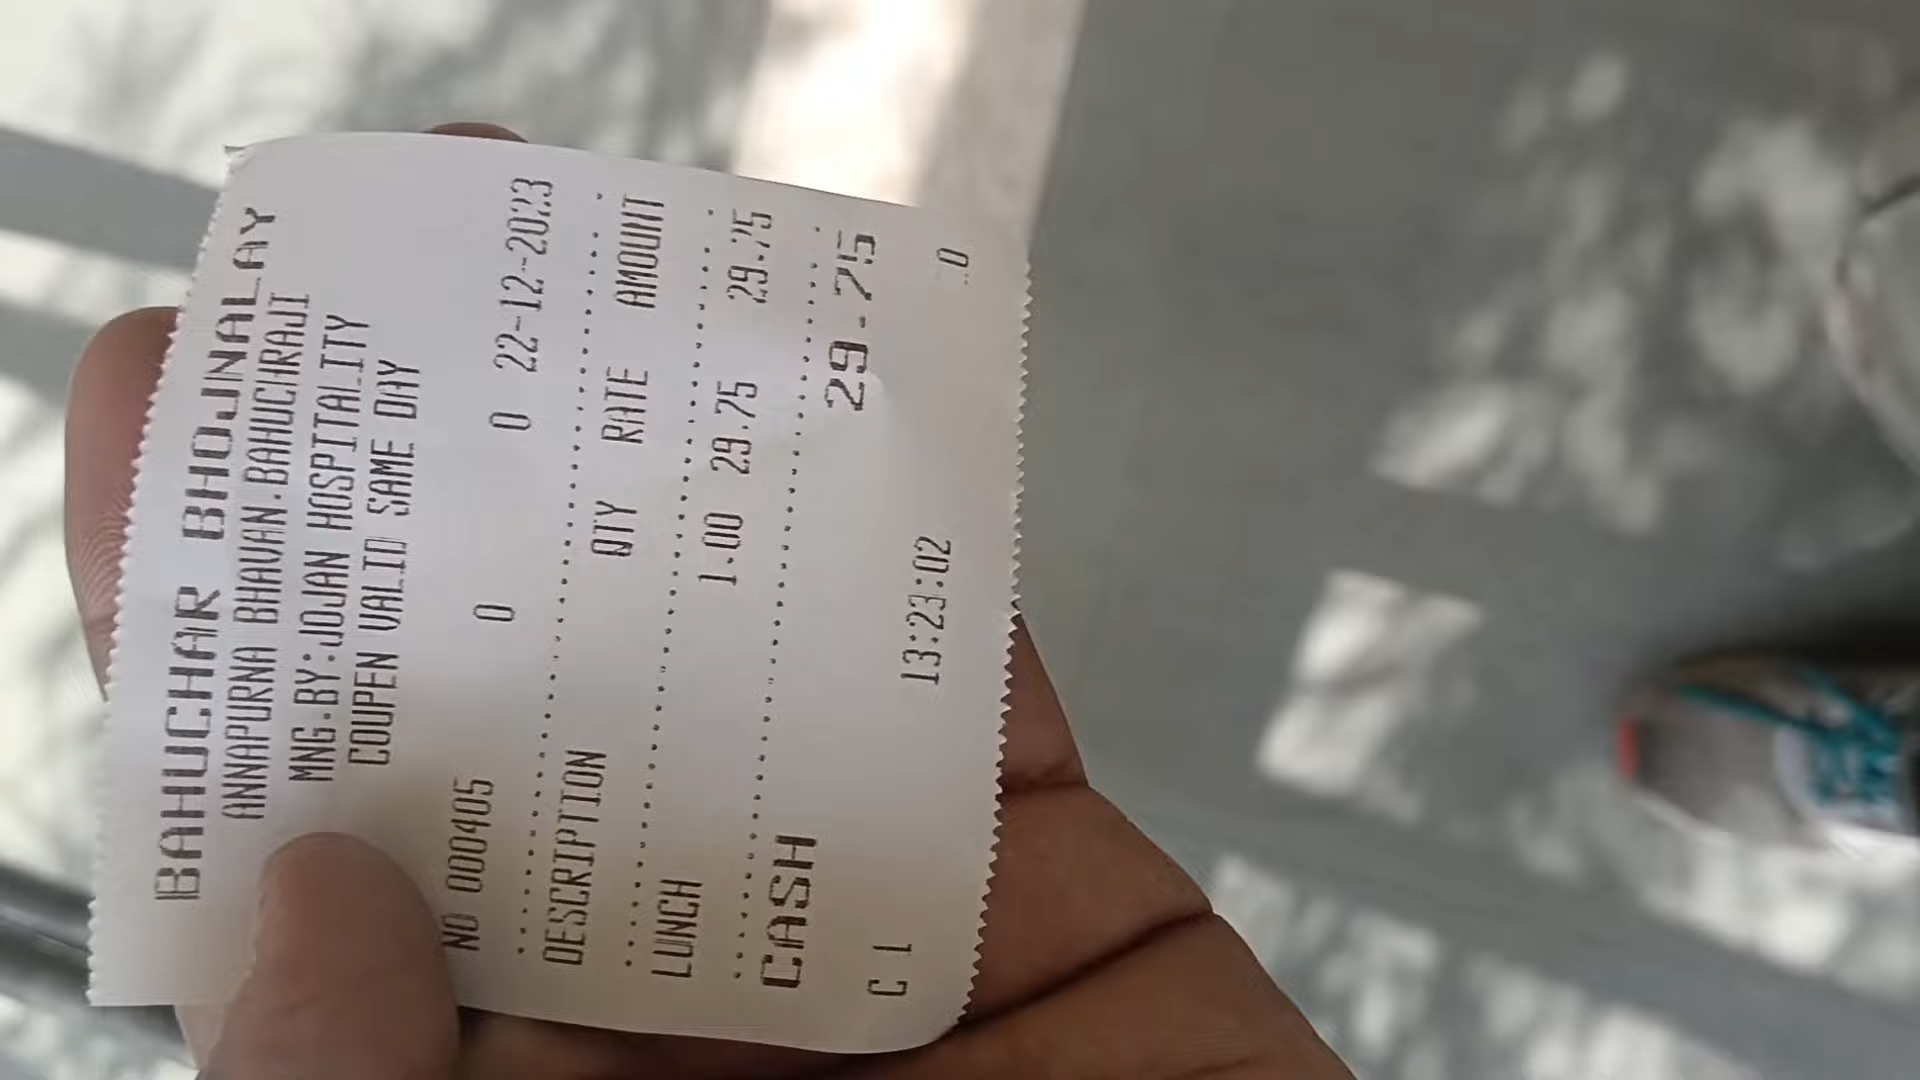 BAHUCHAR BHOJNALAY
ANNAPURNA BHAVAN.BAHUCHRAJI
MNG.BY:JOJAN HOSPITALITY
COUPEN VALID SAME DAY
NO 000405 0 0 22-12-2023
DESCRIPTION QTY RATE AMOUNT
LUNCH 1.00 29.75 29.75
CASH 29.75
C 1 13:23:02 0